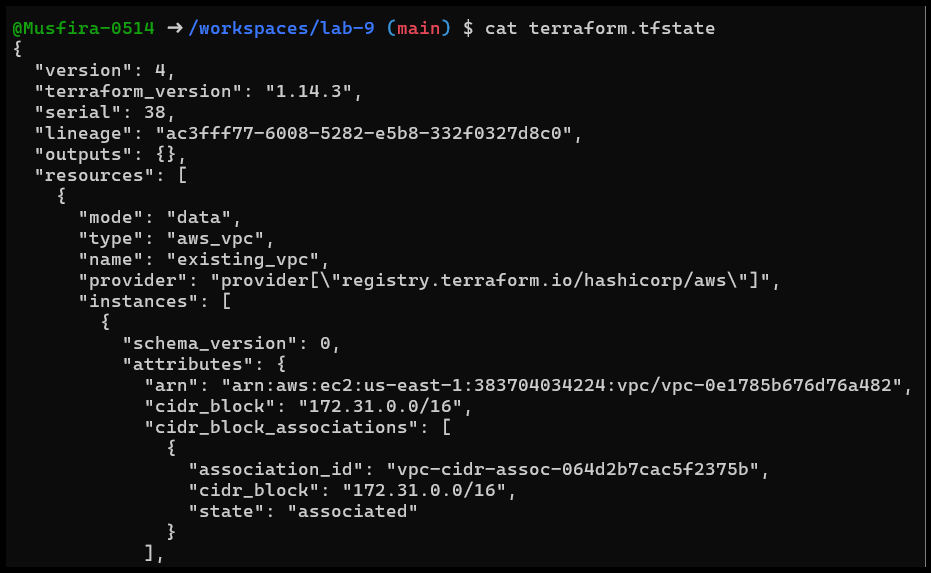 @Musfira-0514 ➜ /workspaces/lab-9 (main) $ cat terraform.tfstate
{
  "version": 4,
  "terraform_version": "1.14.3",
  "serial": 38,
  "lineage": "ac3fff77-6008-5282-e5b8-332f0327d8c0",
  "outputs": {},
  "resources": [
    {
      "mode": "data",
      "type": "aws_vpc",
      "name": "existing_vpc",
      "provider": "provider[\"registry.terraform.io/hashicorp/aws\"]",
      "instances": [
        {
          "schema_version": 0,
          "attributes": {
            "arn": "arn:aws:ec2:us-east-1:383704034224:vpc/vpc-0e1785b676d76a482",
            "cidr_block": "172.31.0.0/16",
            "cidr_block_associations": [
              {
                "association_id": "vpc-cidr-assoc-064d2b7cac5f2375b",
                "cidr_block": "172.31.0.0/16",
                "state": "associated"
              }
            ],